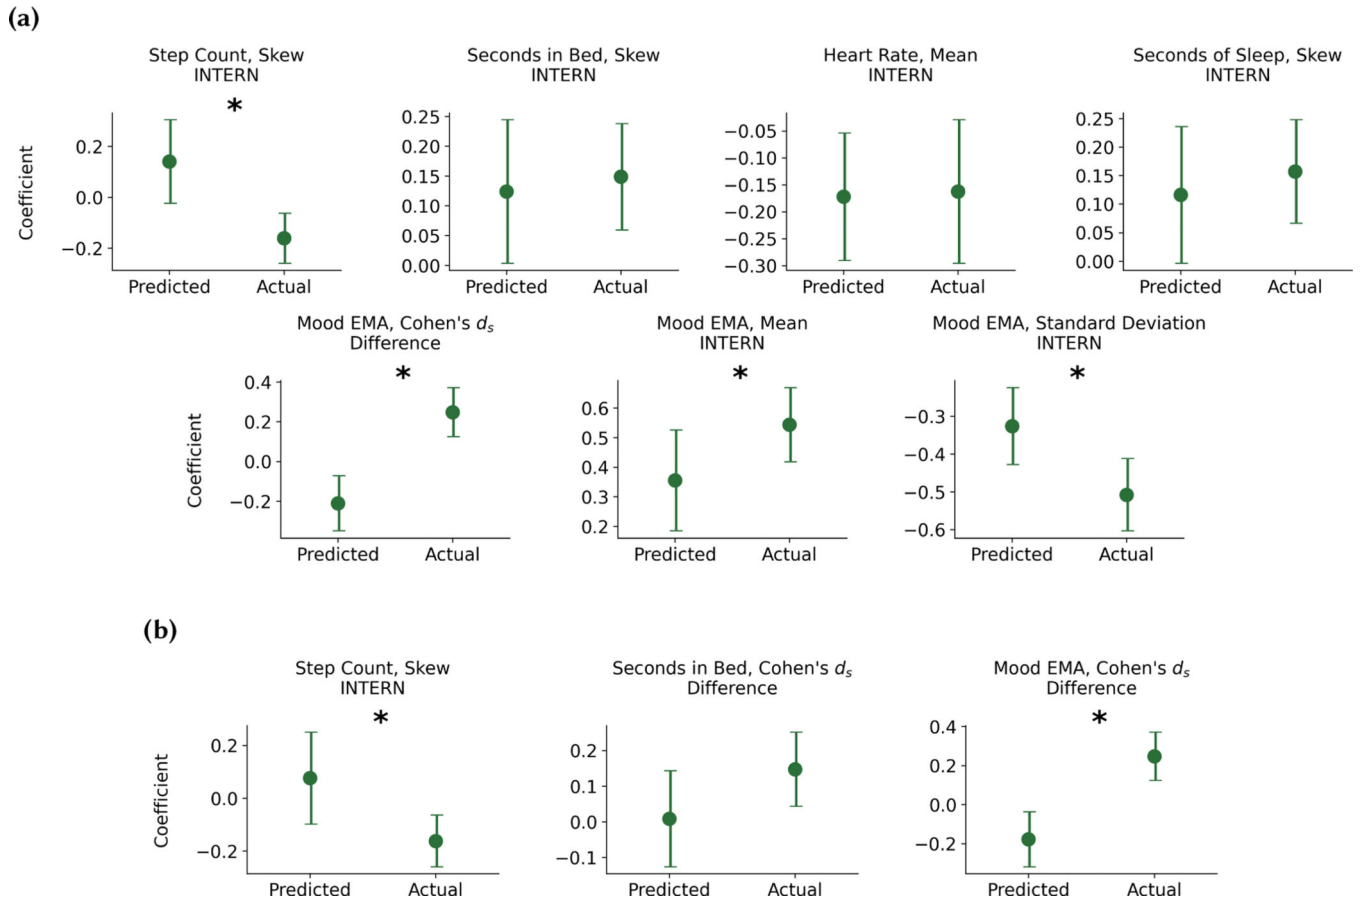 (a)
Step Count, Skew
INTERN
*
Coefficient
0.2
0.0
−0.2
Predicted
Actual
Seconds in Bed, Skew
INTERN
0.25
0.20
0.15
0.10
0.05
0.00
Predicted
Actual
Heart Rate, Mean
INTERN
−0.05
−0.10
−0.15
−0.20
−0.25
−0.30
Predicted
Actual
Seconds of Sleep, Skew
INTERN
0.25
0.20
0.15
0.10
0.05
0.00
Predicted
Actual
Mood EMA, Cohen's dₛ
Difference
*
Coefficient
0.4
0.2
0.0
−0.2
Predicted
Actual
Mood EMA, Mean
INTERN
*
0.6
0.5
0.4
0.3
0.2
Predicted
Actual
Mood EMA, Standard Deviation
INTERN
*
−0.3
−0.4
−0.5
−0.6
Predicted
Actual
(b)
Step Count, Skew
INTERN
*
Coefficient
0.2
0.0
−0.2
Predicted
Actual
Seconds in Bed, Cohen's dₛ
Difference
0.2
0.1
0.0
−0.1
Predicted
Actual
Mood EMA, Cohen's dₛ
Difference
*
0.4
0.2
0.0
−0.2
Predicted
Actual